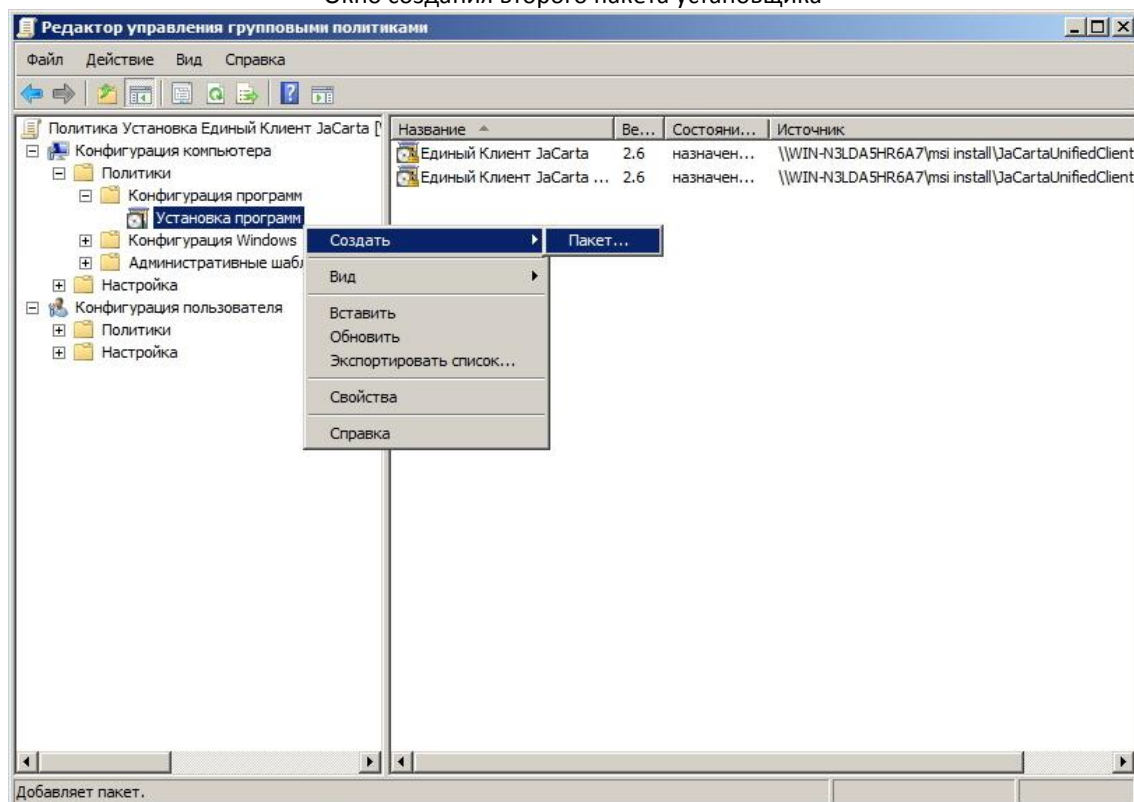 Окно создания второго пакета установщика
Редактор управления групповыми политиками
Файл Действие Вид Справка
Политика Установка Единый Клиент JaCarta [
Конфигурация компьютера
Политики
Конфигурация программ
Установка программ
Конфигурация Windows
Административные шабл
Настройка
Конфигурация пользователя
Политики
Настройка
Название Ве... Состояни... Источник
Единый Клиент JaCarta 2.6 назначен... \\WIN-N3LDA5HR6A7\msi install\JaCartaUnifiedClient
Единый Клиент JaCarta ... 2.6 назначен... \\WIN-N3LDA5HR6A7\msi install\JaCartaUnifiedClient
Создать
Пакет...
Вид
Вставить
Обновить
Экспортировать список...
Свойства
Справка
Добавляет пакет.